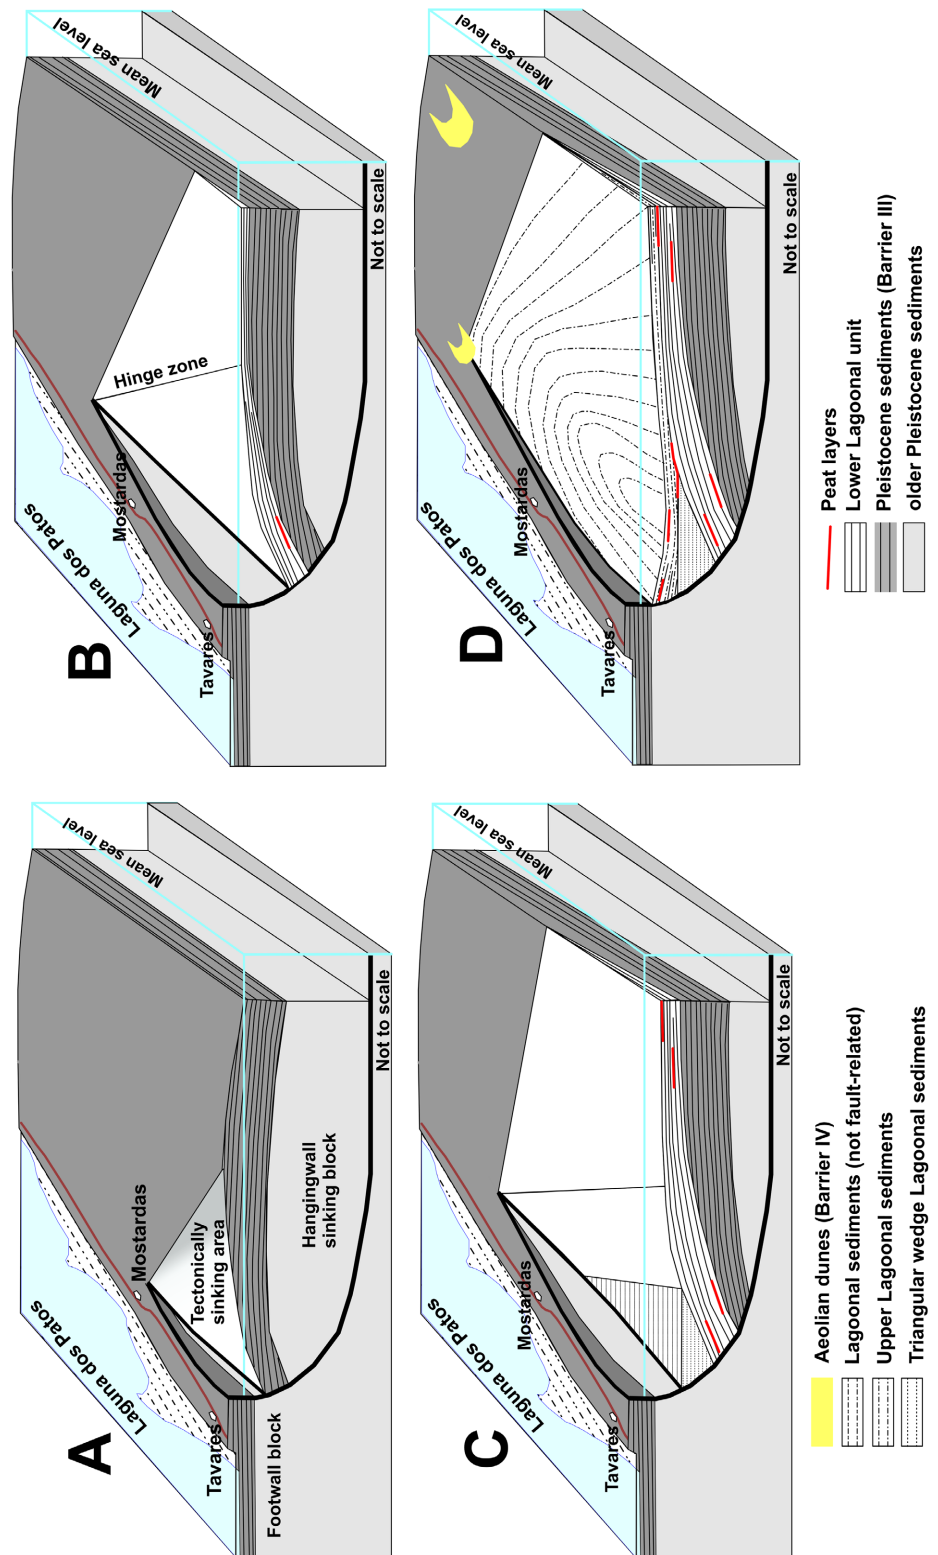 A
Laguna dos Patos
Mostardas
Tavares
Tectonically
sinking area
Footwall block
Hangingwall
sinking block
Mean sea
level
Not to scale
B
Laguna dos Patos
Mostardas
Tavares
Hinge zone
Mean sea
level
Not to scale
C
Laguna dos Patos
Mostardas
Tavares
Mean sea
level
Not to scale
D
Laguna dos Patos
Mostardas
Tavares
Mean
sea level
Not to scale
Aeolian dunes (Barrier IV)
Lagoonal sediments (not fault-related)
Upper Lagoonal sediments
Triangular wedge Lagoonal sediments
Peat layers
Lower Lagoonal unit
Pleistocene sediments (Barrier III)
older Pleistocene sediments